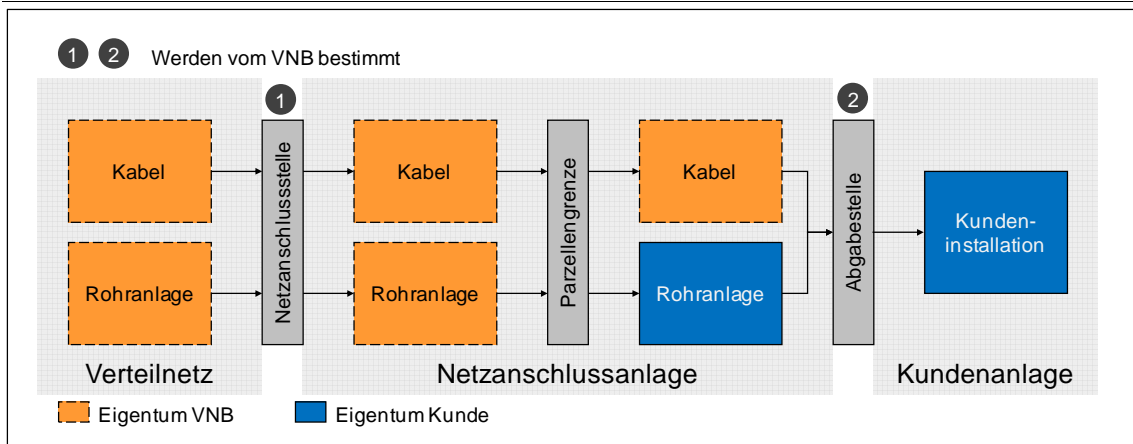 1 2 Werden vom VNB bestimmt
1
2
Kabel
Kabel
Kabel
Netzanschlussstelle
Parzellengrenze
Abgabestelle
Kunden-
installation
Rohranlage
Rohranlage
Rohranlage
Verteilnetz
Netzanschlussanlage
Kundenanlage
Eigentum VNB
Eigentum Kunde